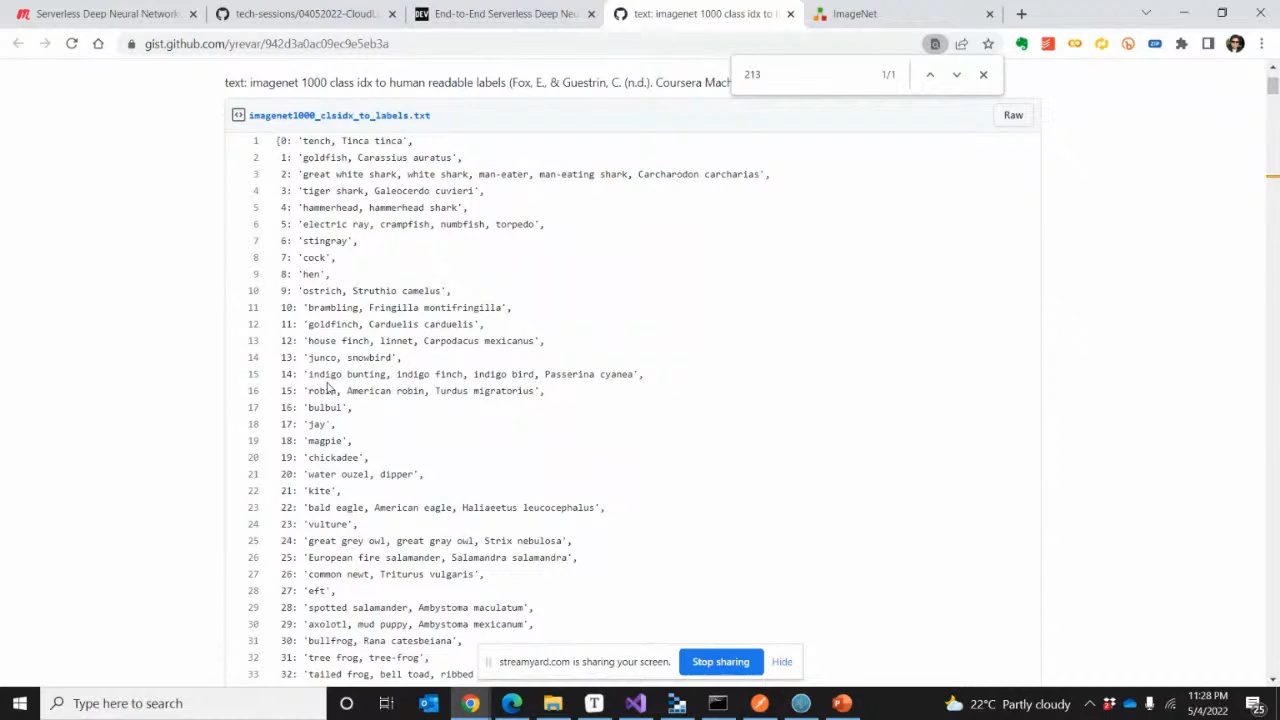 Serverless Deep Neural Network
tech-sessions/04052022-CloudL
DEV End-to-End Serverless Deep Neu
text: imagenet 1000 class idx to
ImageNet
gist.github.com/yrevar/942d3a0ac09ec9e5eb3a
ZIP
213
1/1
text: imagenet 1000 class idx to human readable labels (Fox, E., & Guestrin, C. (n.d.). Coursera Mach
imagenet1000_clsidx_to_labels.txt
Raw
1 {0: 'tench, Tinca tinca',
2 1: 'goldfish, Carassius auratus',
3 2: 'great white shark, white shark, man-eater, man-eating shark, Carcharodon carcharias',
4 3: 'tiger shark, Galeocerdo cuvieri',
5 4: 'hammerhead, hammerhead shark',
6 5: 'electric ray, crampfish, numbfish, torpedo',
7 6: 'stingray',
8 7: 'cock',
9 8: 'hen',
10 9: 'ostrich, Struthio camelus',
11 10: 'brambling, Fringilla montifringilla',
12 11: 'goldfinch, Carduelis carduelis',
13 12: 'house finch, linnet, Carpodacus mexicanus',
14 13: 'junco, snowbird',
15 14: 'indigo bunting, indigo finch, indigo bird, Passerina cyanea',
16 15: 'robin, American robin, Turdus migratorius',
17 16: 'bulbul',
18 17: 'jay',
19 18: 'magpie',
20 19: 'chickadee',
21 20: 'water ouzel, dipper',
22 21: 'kite',
23 22: 'bald eagle, American eagle, Haliaeetus leucocephalus',
24 23: 'vulture',
25 24: 'great grey owl, great gray owl, Strix nebulosa',
26 25: 'European fire salamander, Salamandra salamandra',
27 26: 'common newt, Triturus vulgaris',
28 27: 'eft',
29 28: 'spotted salamander, Ambystoma maculatum',
30 29: 'axolotl, mud puppy, Ambystoma mexicanum',
31 30: 'bullfrog, Rana catesbeiana',
32 31: 'tree frog, tree-frog',
33 32: 'tailed frog, bell toad, ribbed
streamyard.com is sharing your screen.
Stop sharing
Hide
Type here to search
22°C Partly cloudy
11:28 PM
5/4/2022
25